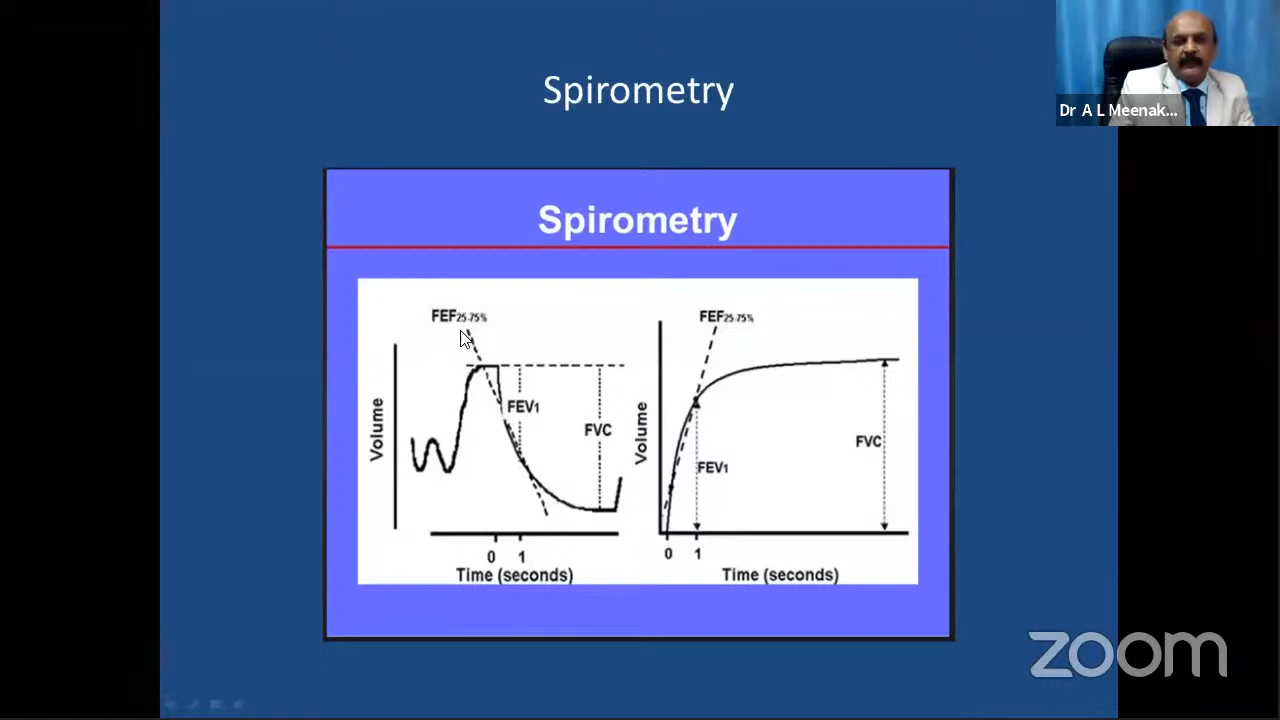 Spirometry
Dr A L Meenak...
Spirometry
FEF25-75%
FEV1
FVC
Volume
0 1
Time (seconds)
FEF25-75%
Volume
FEV1
FVC
0 1
Time (seconds)
zoom